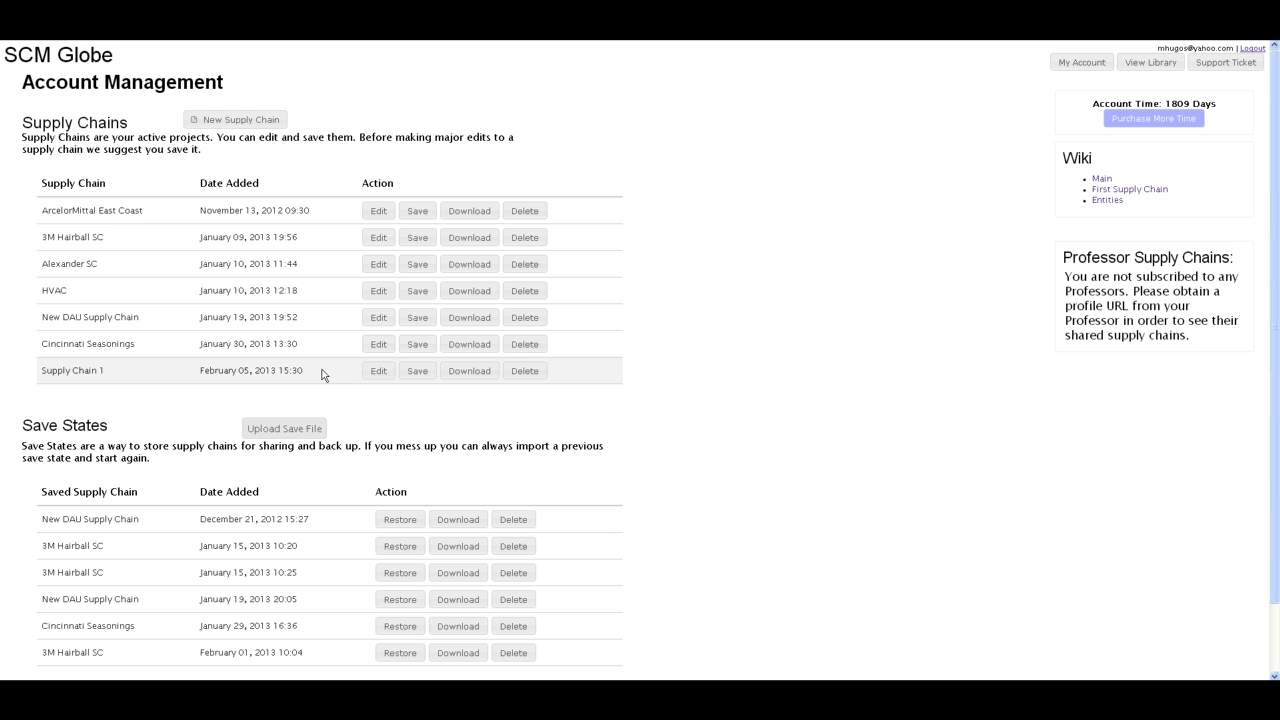 SCM Globe
mhugos@yahoo.com | Logout
My Account View Library Support Ticket
Account Management
Account Time: 1809 Days
Purchase More Time
Supply Chains New Supply Chain
Supply Chains are your active projects. You can edit and save them. Before making major edits to a
supply chain we suggest you save it.
Wiki
Main
First Supply Chain
Entities
Supply Chain Date Added Action
ArcelorMittal East Coast November 13, 2012 09:30 Edit Save Download Delete
3M Hairball SC January 09, 2013 19:56 Edit Save Download Delete
Alexander SC January 10, 2013 11:44 Edit Save Download Delete
HVAC January 10, 2013 12:18 Edit Save Download Delete
New DAU Supply Chain January 19, 2013 19:52 Edit Save Download Delete
Cincinnati Seasonings January 30, 2013 13:30 Edit Save Download Delete
Supply Chain 1 February 05, 2013 15:30 Edit Save Download Delete
Professor Supply Chains:
You are not subscribed to any
Professors. Please obtain a
profile URL from your
Professor in order to see their
shared supply chains.
Save States Upload Save File
Save States are a way to store supply chains for sharing and back up. If you mess up you can always import a previous
save state and start again.
Saved Supply Chain Date Added Action
New DAU Supply Chain December 21, 2012 15:27 Restore Download Delete
3M Hairball SC January 15, 2013 10:20 Restore Download Delete
3M Hairball SC January 15, 2013 10:25 Restore Download Delete
New DAU Supply Chain January 19, 2013 20:05 Restore Download Delete
Cincinnati Seasonings January 29, 2013 16:36 Restore Download Delete
3M Hairball SC February 01, 2013 10:04 Restore Download Delete